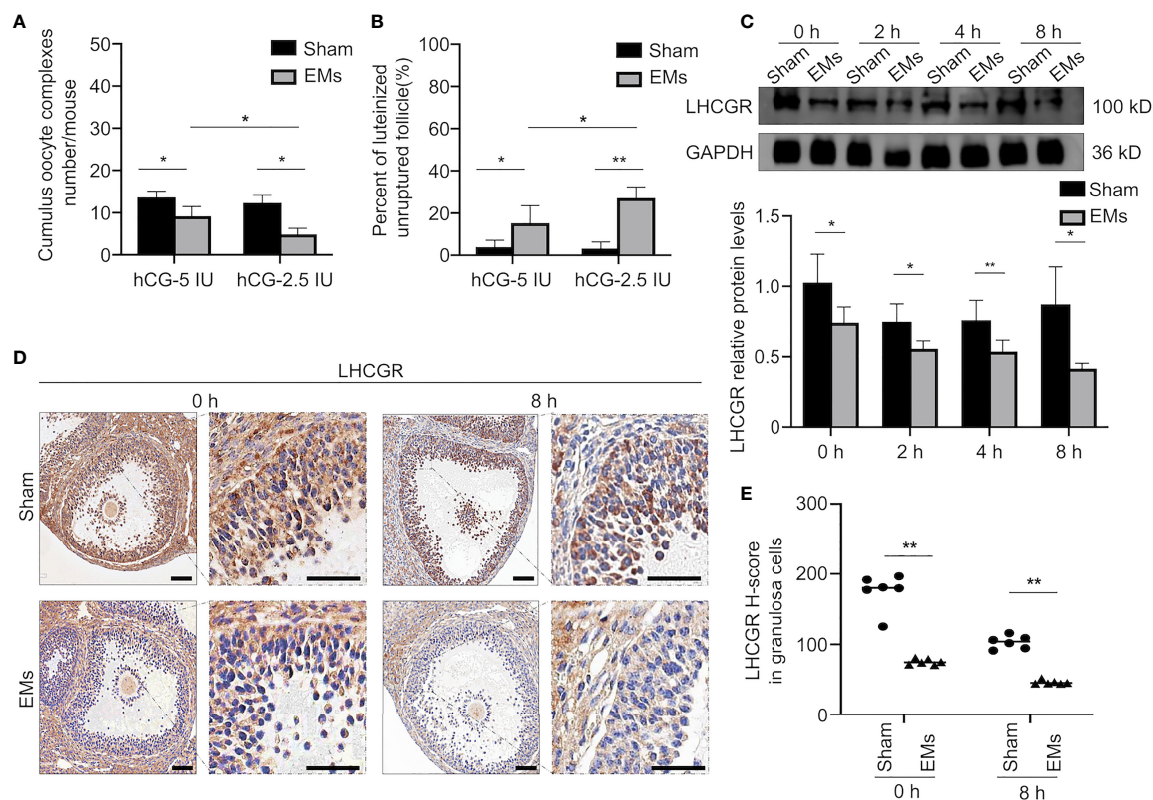 A
Cumulus oocyte complexes
number/mouse
50
40
30
20
10
0
Sham
EMs
*
*
*
hCG-5 IU
hCG-2.5 IU
B
Percent of luteinized
unruptured follicle(%)
100
80
60
40
20
0
Sham
EMs
*
*
**
hCG-5 IU
hCG-2.5 IU
C
0 h
2 h
4 h
8 h
Sham
EMs
Sham
EMs
Sham
EMs
Sham
EMs
LHCGR
100 kD
GAPDH
36 kD
Sham
EMs
LHCGR relative protein levels
1.5
1.0
0.5
0
*
*
**
*
0 h
2 h
4 h
8 h
D
LHCGR
0 h
8 h
Sham
EMs
E
LHCGR H-score
in granulosa cells
300
200
100
0
**
**
Sham
EMs
Sham
EMs
0 h
8 h